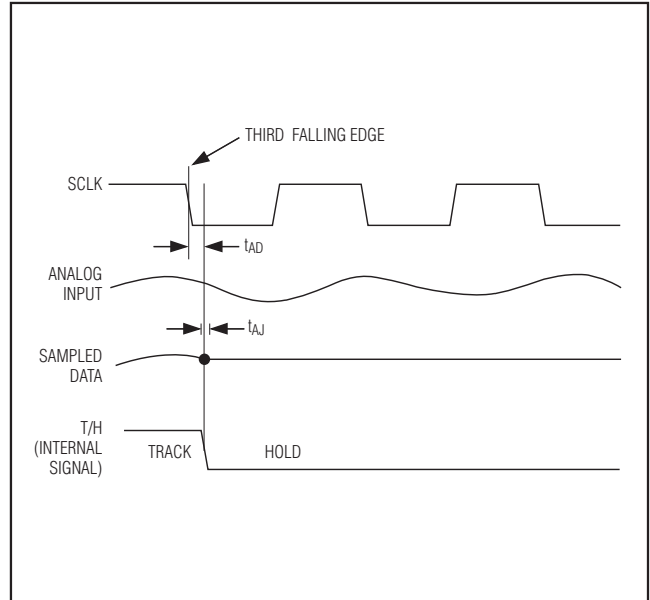 THIRD FALLING EDGE
SCLK
tAD
ANALOG
INPUT
tAJ
SAMPLED
DATA
T/H
(INTERNAL
SIGNAL)
TRACK
HOLD